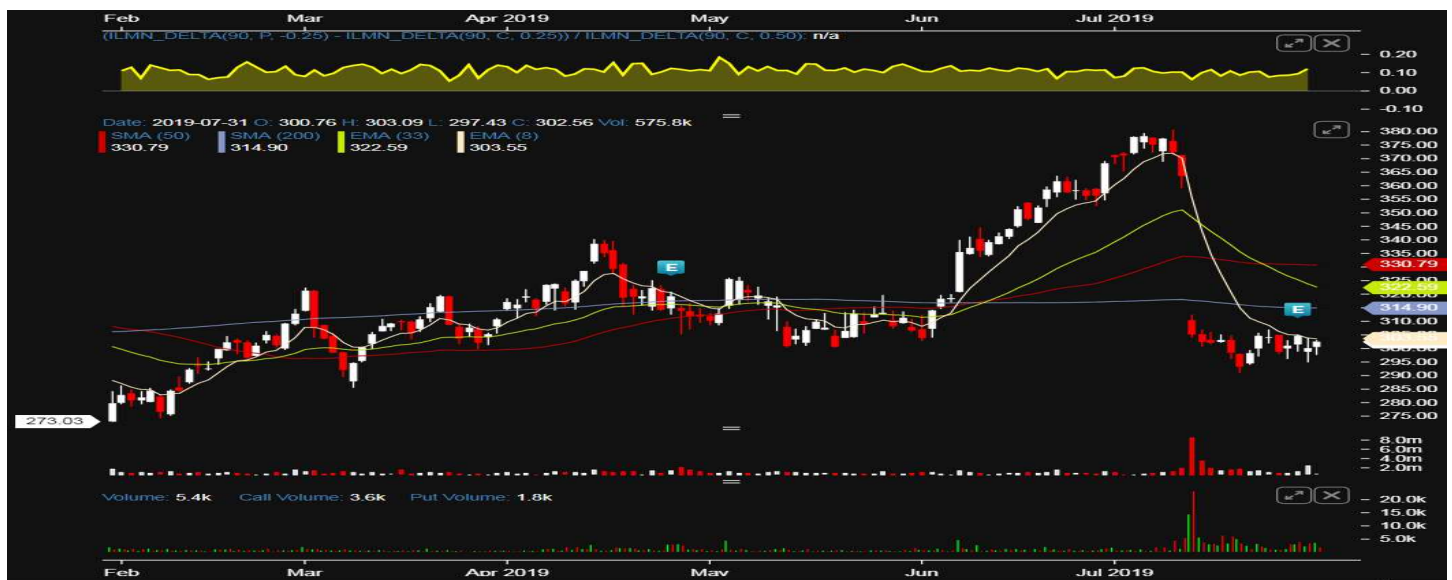 Feb Mar Apr 2019 May Jun Jul 2019
(ILMN_DELTA(90, P, -0.25) - ILMN_DELTA(90, C, 0.25)) / ILMN_DELTA(90, C, 0.50): n/a
0.20
0.10
0.00
-0.10
Date: 2019-07-31 O: 300.76 H: 303.09 L: 297.43 C: 302.56 Vol: 575.8k
SMA (50) SMA (200) EMA (33) EMA (8)
330.79 314.90 322.59 303.55
380.00
375.00
370.00
365.00
360.00
355.00
350.00
345.00
340.00
335.00
330.79
E
322.59
314.90
E
310.00
303.55
295.00
290.00
285.00
280.00
275.00
273.03
8.0m
6.0m
4.0m
2.0m
Volume: 5.4k Call Volume: 3.6k Put Volume: 1.8k
20.0k
15.0k
10.0k
5.0k
Feb Mar Apr 2019 May Jun Jul 2019